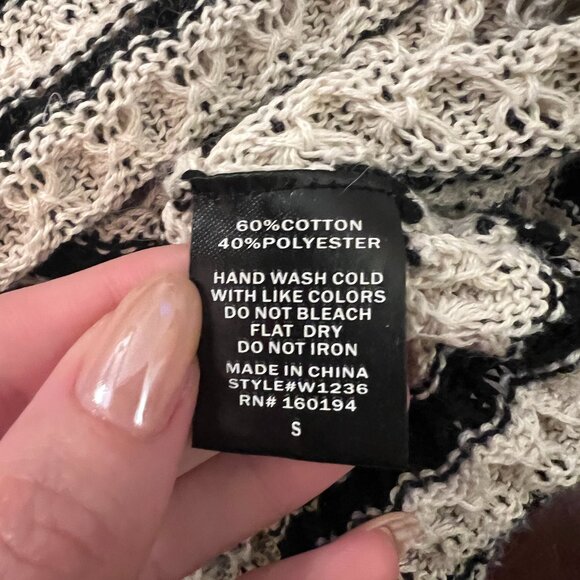 60%COTTON
40%POLYESTER
HAND WASH COLD
WITH LIKE COLORS
DO NOT BLEACH
FLAT DRY
DO NOT IRON
MADE IN CHINA
STYLE#W1236
RN# 160194
S